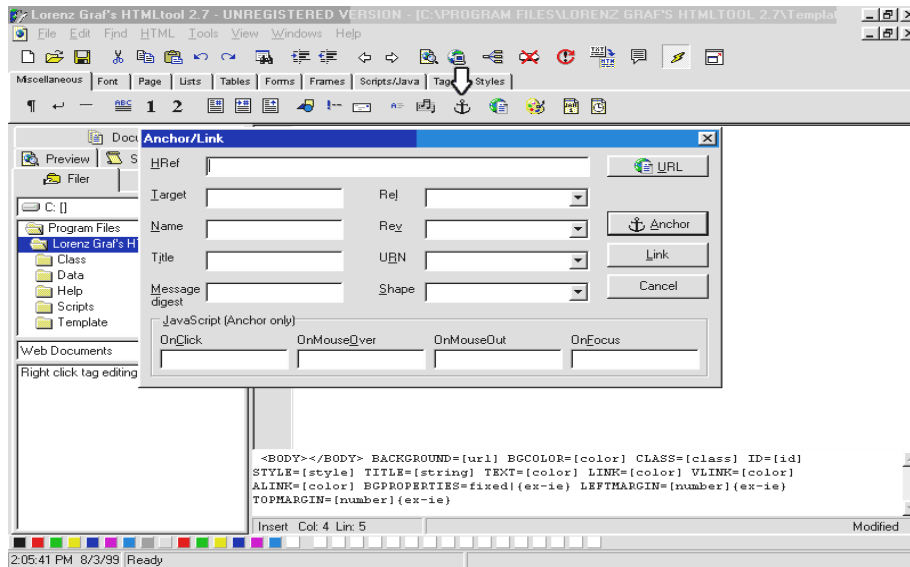 Lorenz Graf's HTMLtool 2.7 - UNREGISTERED VERSION - [C:\PROGRAM FILES\LORENZ GRAF'S HTMLTOOL 2.7\Templat
File Edit Find HTML Tools View Windows Help
Miscellaneous Font Page Lists Tables Forms Frames Scripts/Java Tag Styles
ABC 1 2
Docu
Preview S
Filer
C: []
Program Files
Lorenz Graf's H
Class
Data
Help
Scripts
Template
Web Documents
Right click tag editing
Anchor/Link
HRef URL
Target Rel
Name Rev Anchor
Title URN Link
Message digest Shape Cancel
JavaScript (Anchor only)
OnClick OnMouseOver OnMouseOut OnFocus
<BODY></BODY> BACKGROUND=[url] BGCOLOR=[color] CLASS=[class] ID=[id]
STYLE=[style] TITLE=[string] TEXT=[color] LINK=[color] VLINK=[color]
ALINK=[color] BGPROPERTIES=fixed|{ex-ie} LEFTMARGIN=[number]{ex-ie}
TOPMARGIN=[number]{ex-ie}
Insert Col: 4 Lin: 5 Modified
2:05:41 PM 8/3/99 Ready